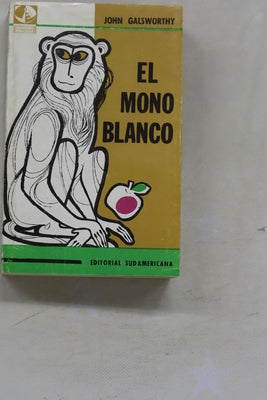 JOHN GALSWORTHY
EL
MONO
BLANCO
EDITORIAL SUDAMERICANA